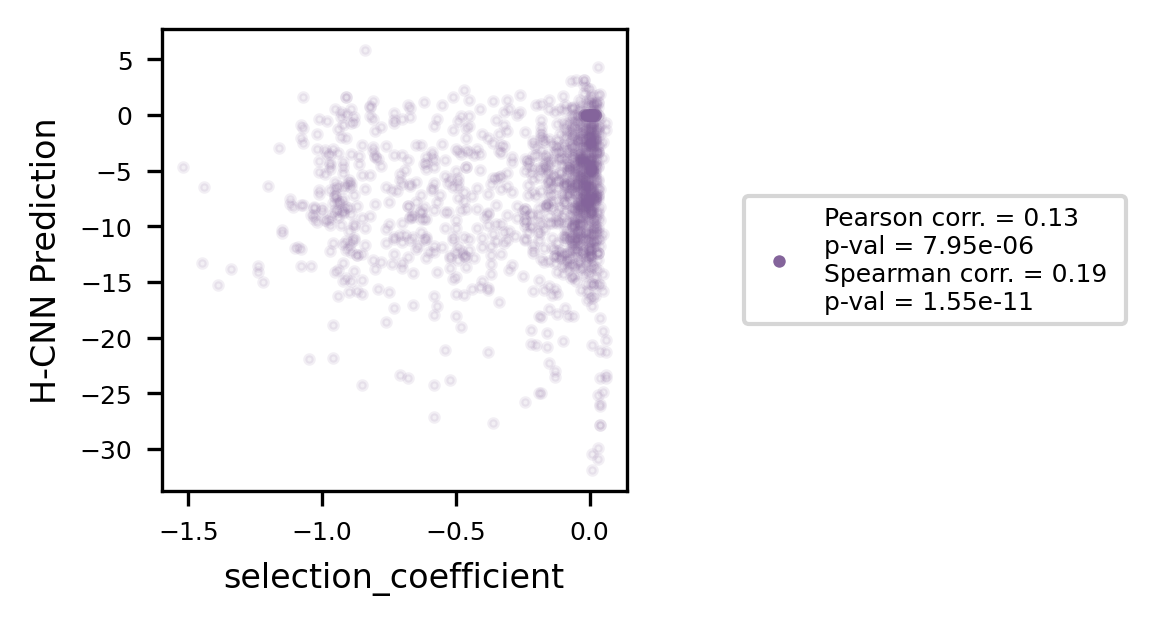 5
0
−5
−10
−15
−20
−25
−30
H-CNN Prediction
−1.5
−1.0
−0.5
0.0
selection_coefficient
Pearson corr. = 0.13
p-val = 7.95e-06
Spearman corr. = 0.19
p-val = 1.55e-11